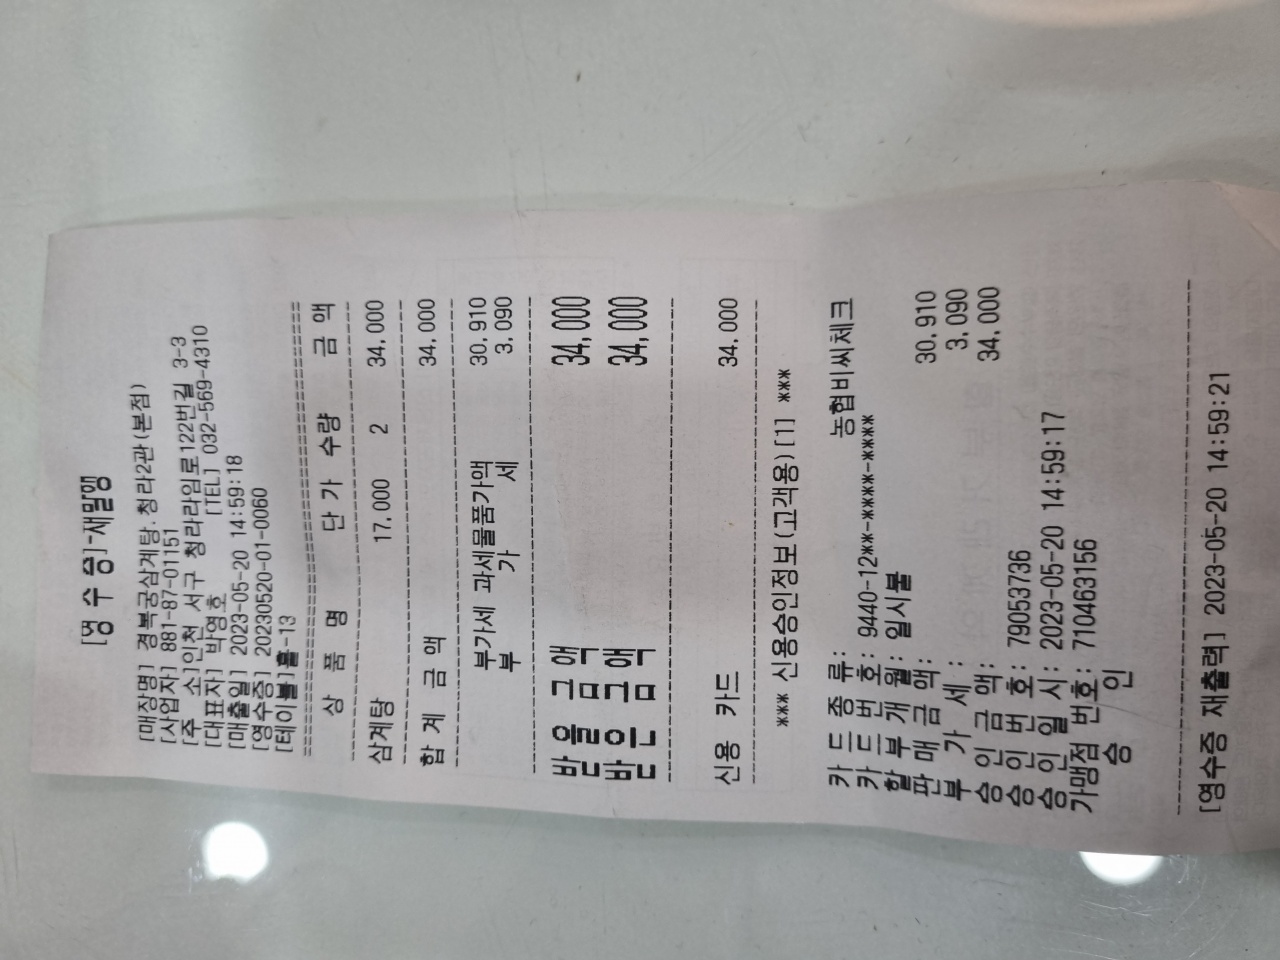 [영 수 증]-재발행
[매장명] 경복궁삼계탕.청라2관(본점)
[사업자] 881-87-01151
[주 소] 인천 서구 청라라임로122번길 3-3
[대표자] 박영호 [TEL] 032-569-4310
[매출일] 2023-05-20 14:59:18
[영수증] 20230520-01-0060
[테이블] 홀-13
==========================================
상 품 명 단 가 수량 금 액
------------------------------------------
삼계탕 17,000 2 34,000
------------------------------------------
합 계 금 액 34,000
------------------------------------------
부가세 과세물품가액 30,910
부 가 세 3,090
------------------------------------------
받을금액 34,000
받은금액 34,000
------------------------------------------
신용 카드 34,000
------------------------------------------
*** 신용승인정보(고객용)[1] ***
카 드 종 류: 농협비씨체크
카 드 번 호: 9440-12**-****-****
할 부 개 월: 일시불
판 매 금 액: 30,910
부 가 세: 3,090
승 인 금 액: 34,000
승 인 번 호: 79053736
승 인 일 시: 2023-05-20 14:59:17
가맹점 번호: 710463156
승 인
------------------------------------------
[영수증 재출력] 2023-05-20 14:59:21